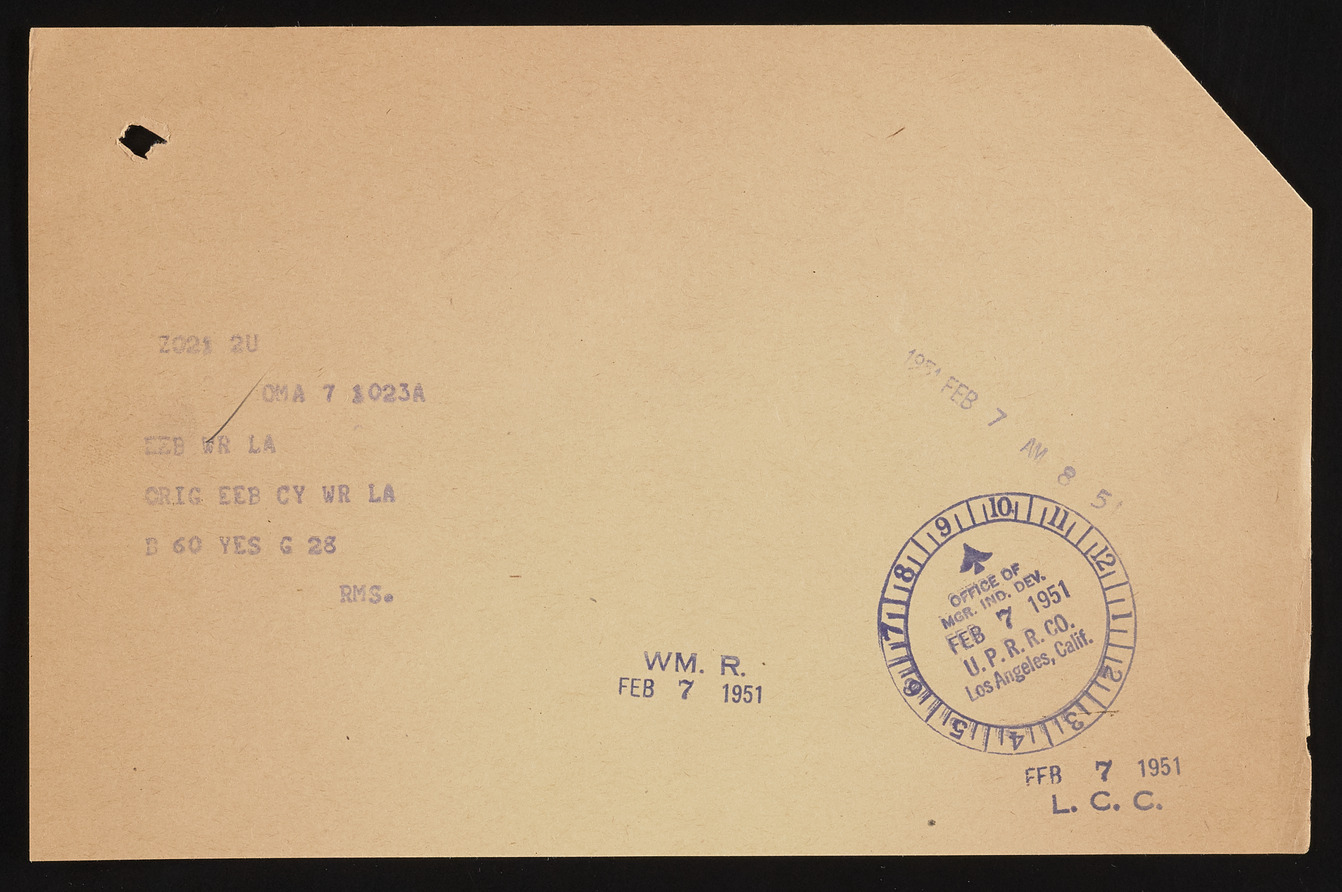 Z021 2U
OMA 7 1023A
EEB WR LA
ORIG EEB CY WR LA
B 60 YES G 28
RMS.
1951 FEB 7 AM 8 51
9 10 11 12 1 2 3 4 5 6 7 8
OFFICE OF
MGR. IND. DEV.
FEB 7 1951
U. P. R. R. CO.
Los Angeles, Calif.
WM. R.
FEB 7 1951
FEB 7 1951
L. C. C.